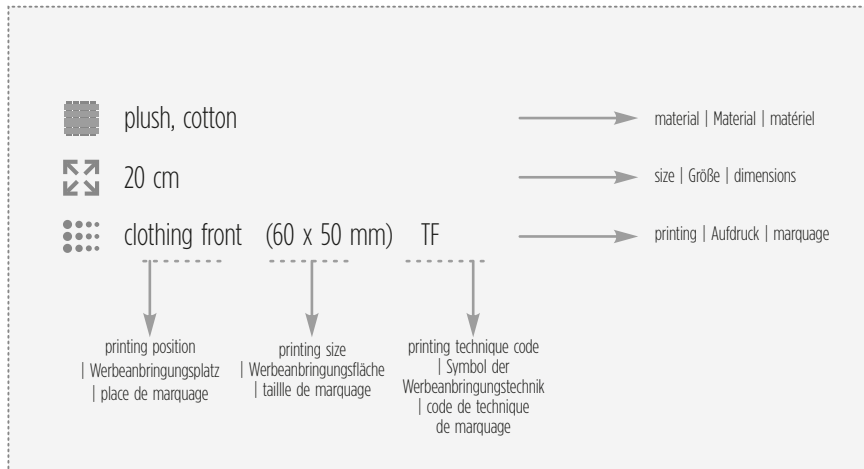 plush, cotton
material | Material | matériel
20 cm
size | Größe | dimensions
clothing front (60 x 50 mm) TF
printing | Aufdruck | marquage
printing position
| Werbeanbringungsplatz
| place de marquage
printing size
| Werbeanbringungsfläche
| taillle de marquage
printing technique code
| Symbol der
Werbeanbringungstechnik
| code de technique
de marquage